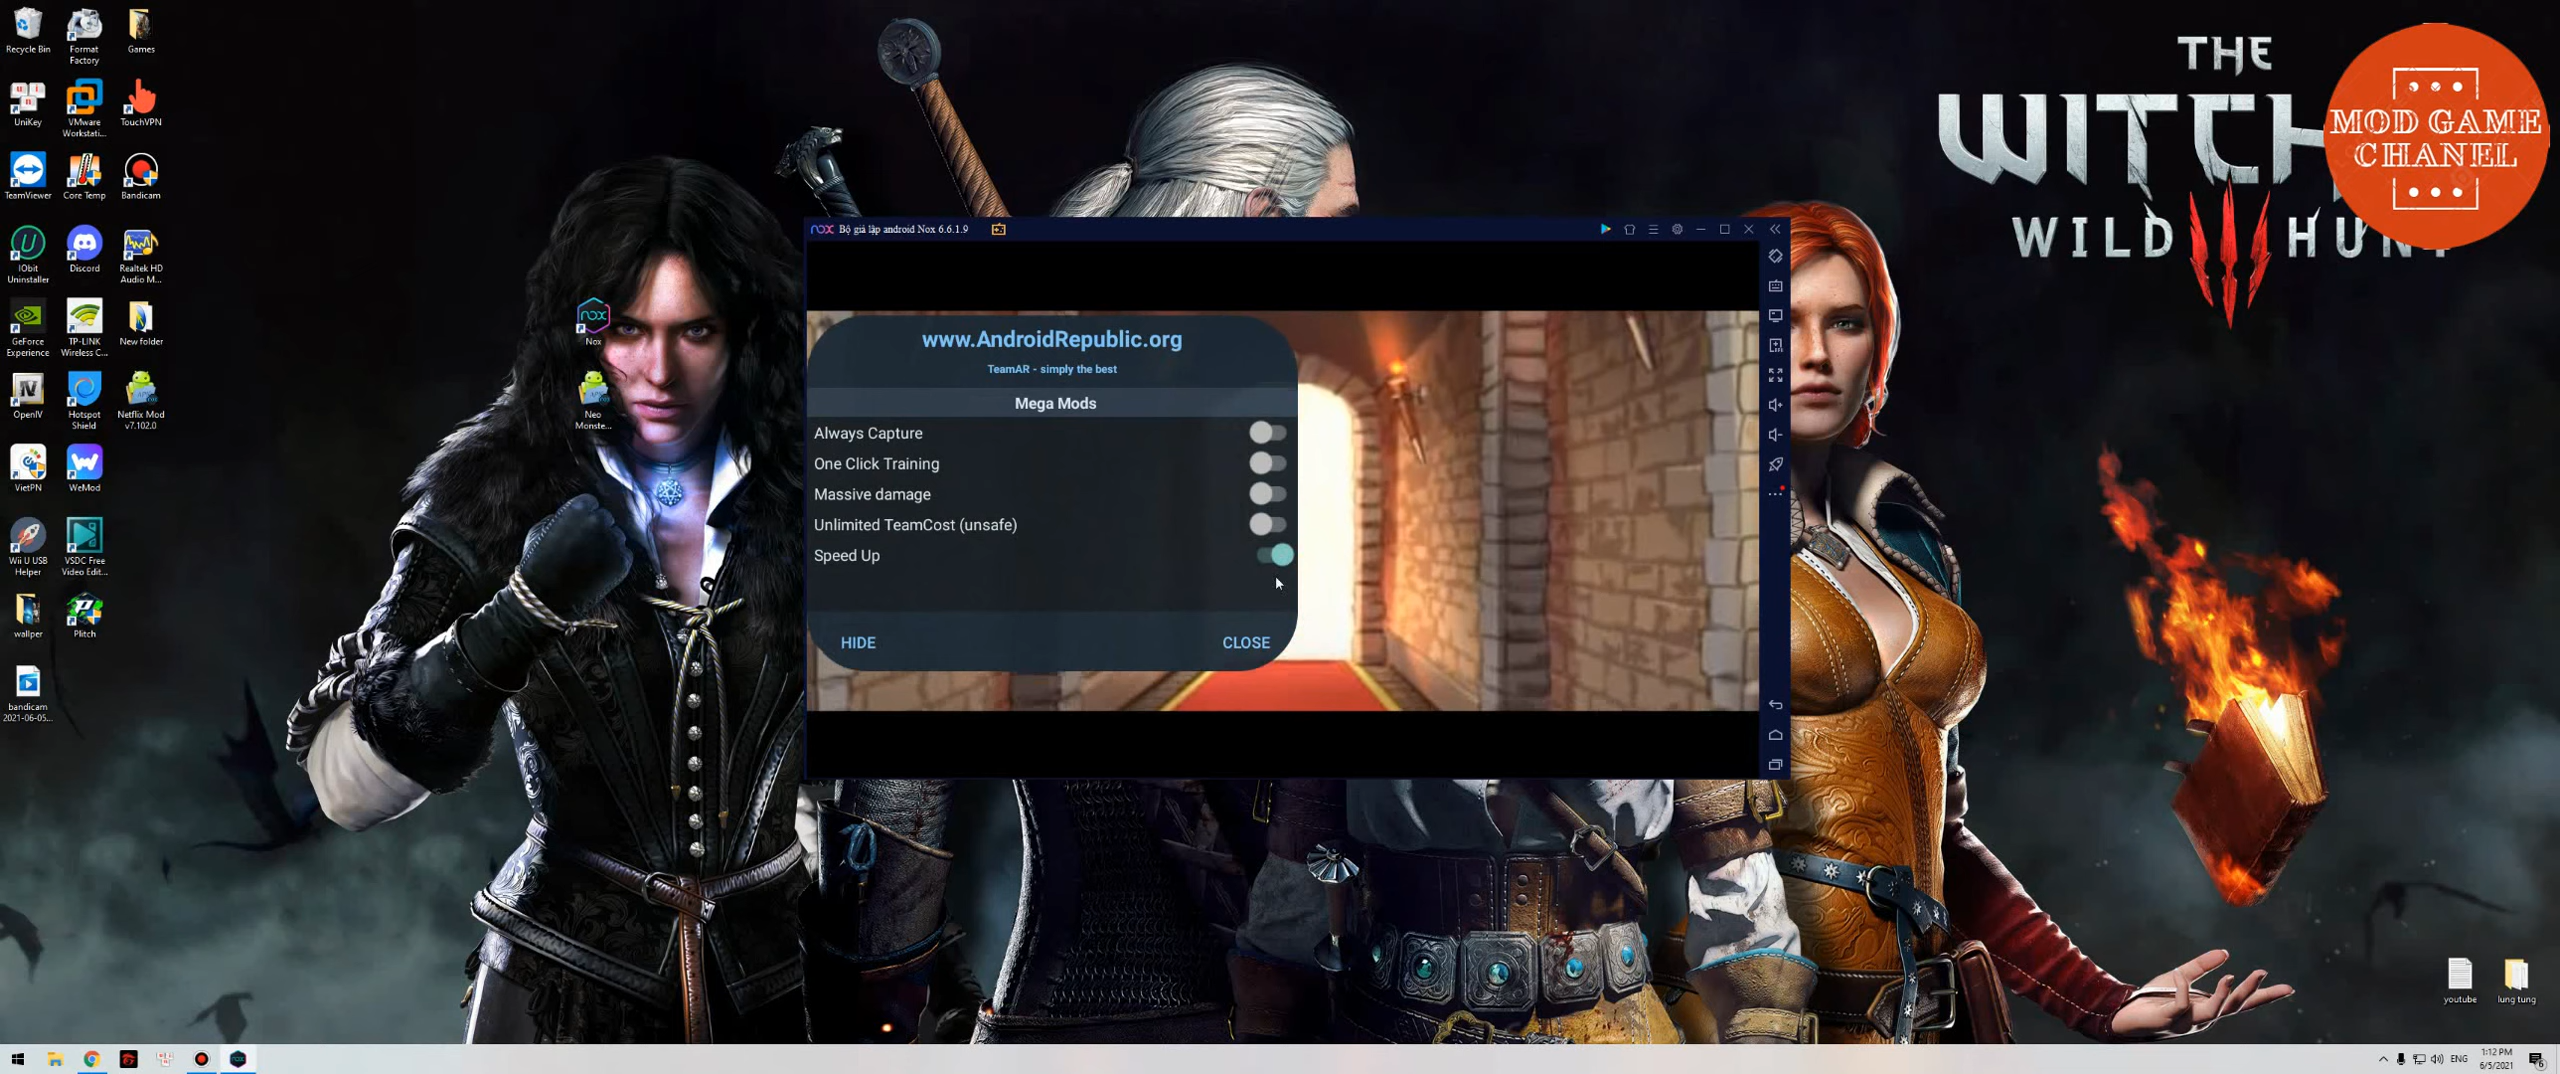 Recycle Bin
Format
Factory
Games
UniKey
VMware
Workstati...
TouchVPN
TeamViewer
Core Temp
Bandicam
IObit
Uninstaller
Discord
Realtek HD
Audio M...
GeForce
Experience
TP-LINK
Wireless C...
New folder
OpenIV
Hotspot
Shield
Netflix Mod
v7.102.0
VietPN
WeMod
Wii U USB
Helper
VSDC Free
Video Edit...
wallper
Plitch
bandicam
2021-06-05...
Nox
Neo
Monste...
THE
WITCH
WILD HUNT
MOD GAME
CHANEL
nox Bộ giả lập android Nox 6.6.1.9
www.AndroidRepublic.org
TeamAR - simply the best
Mega Mods
Always Capture
One Click Training
Massive damage
Unlimited TeamCost (unsafe)
Speed Up
HIDE
CLOSE
youtube
lung tung
ENG
1:12 PM
6/5/2021